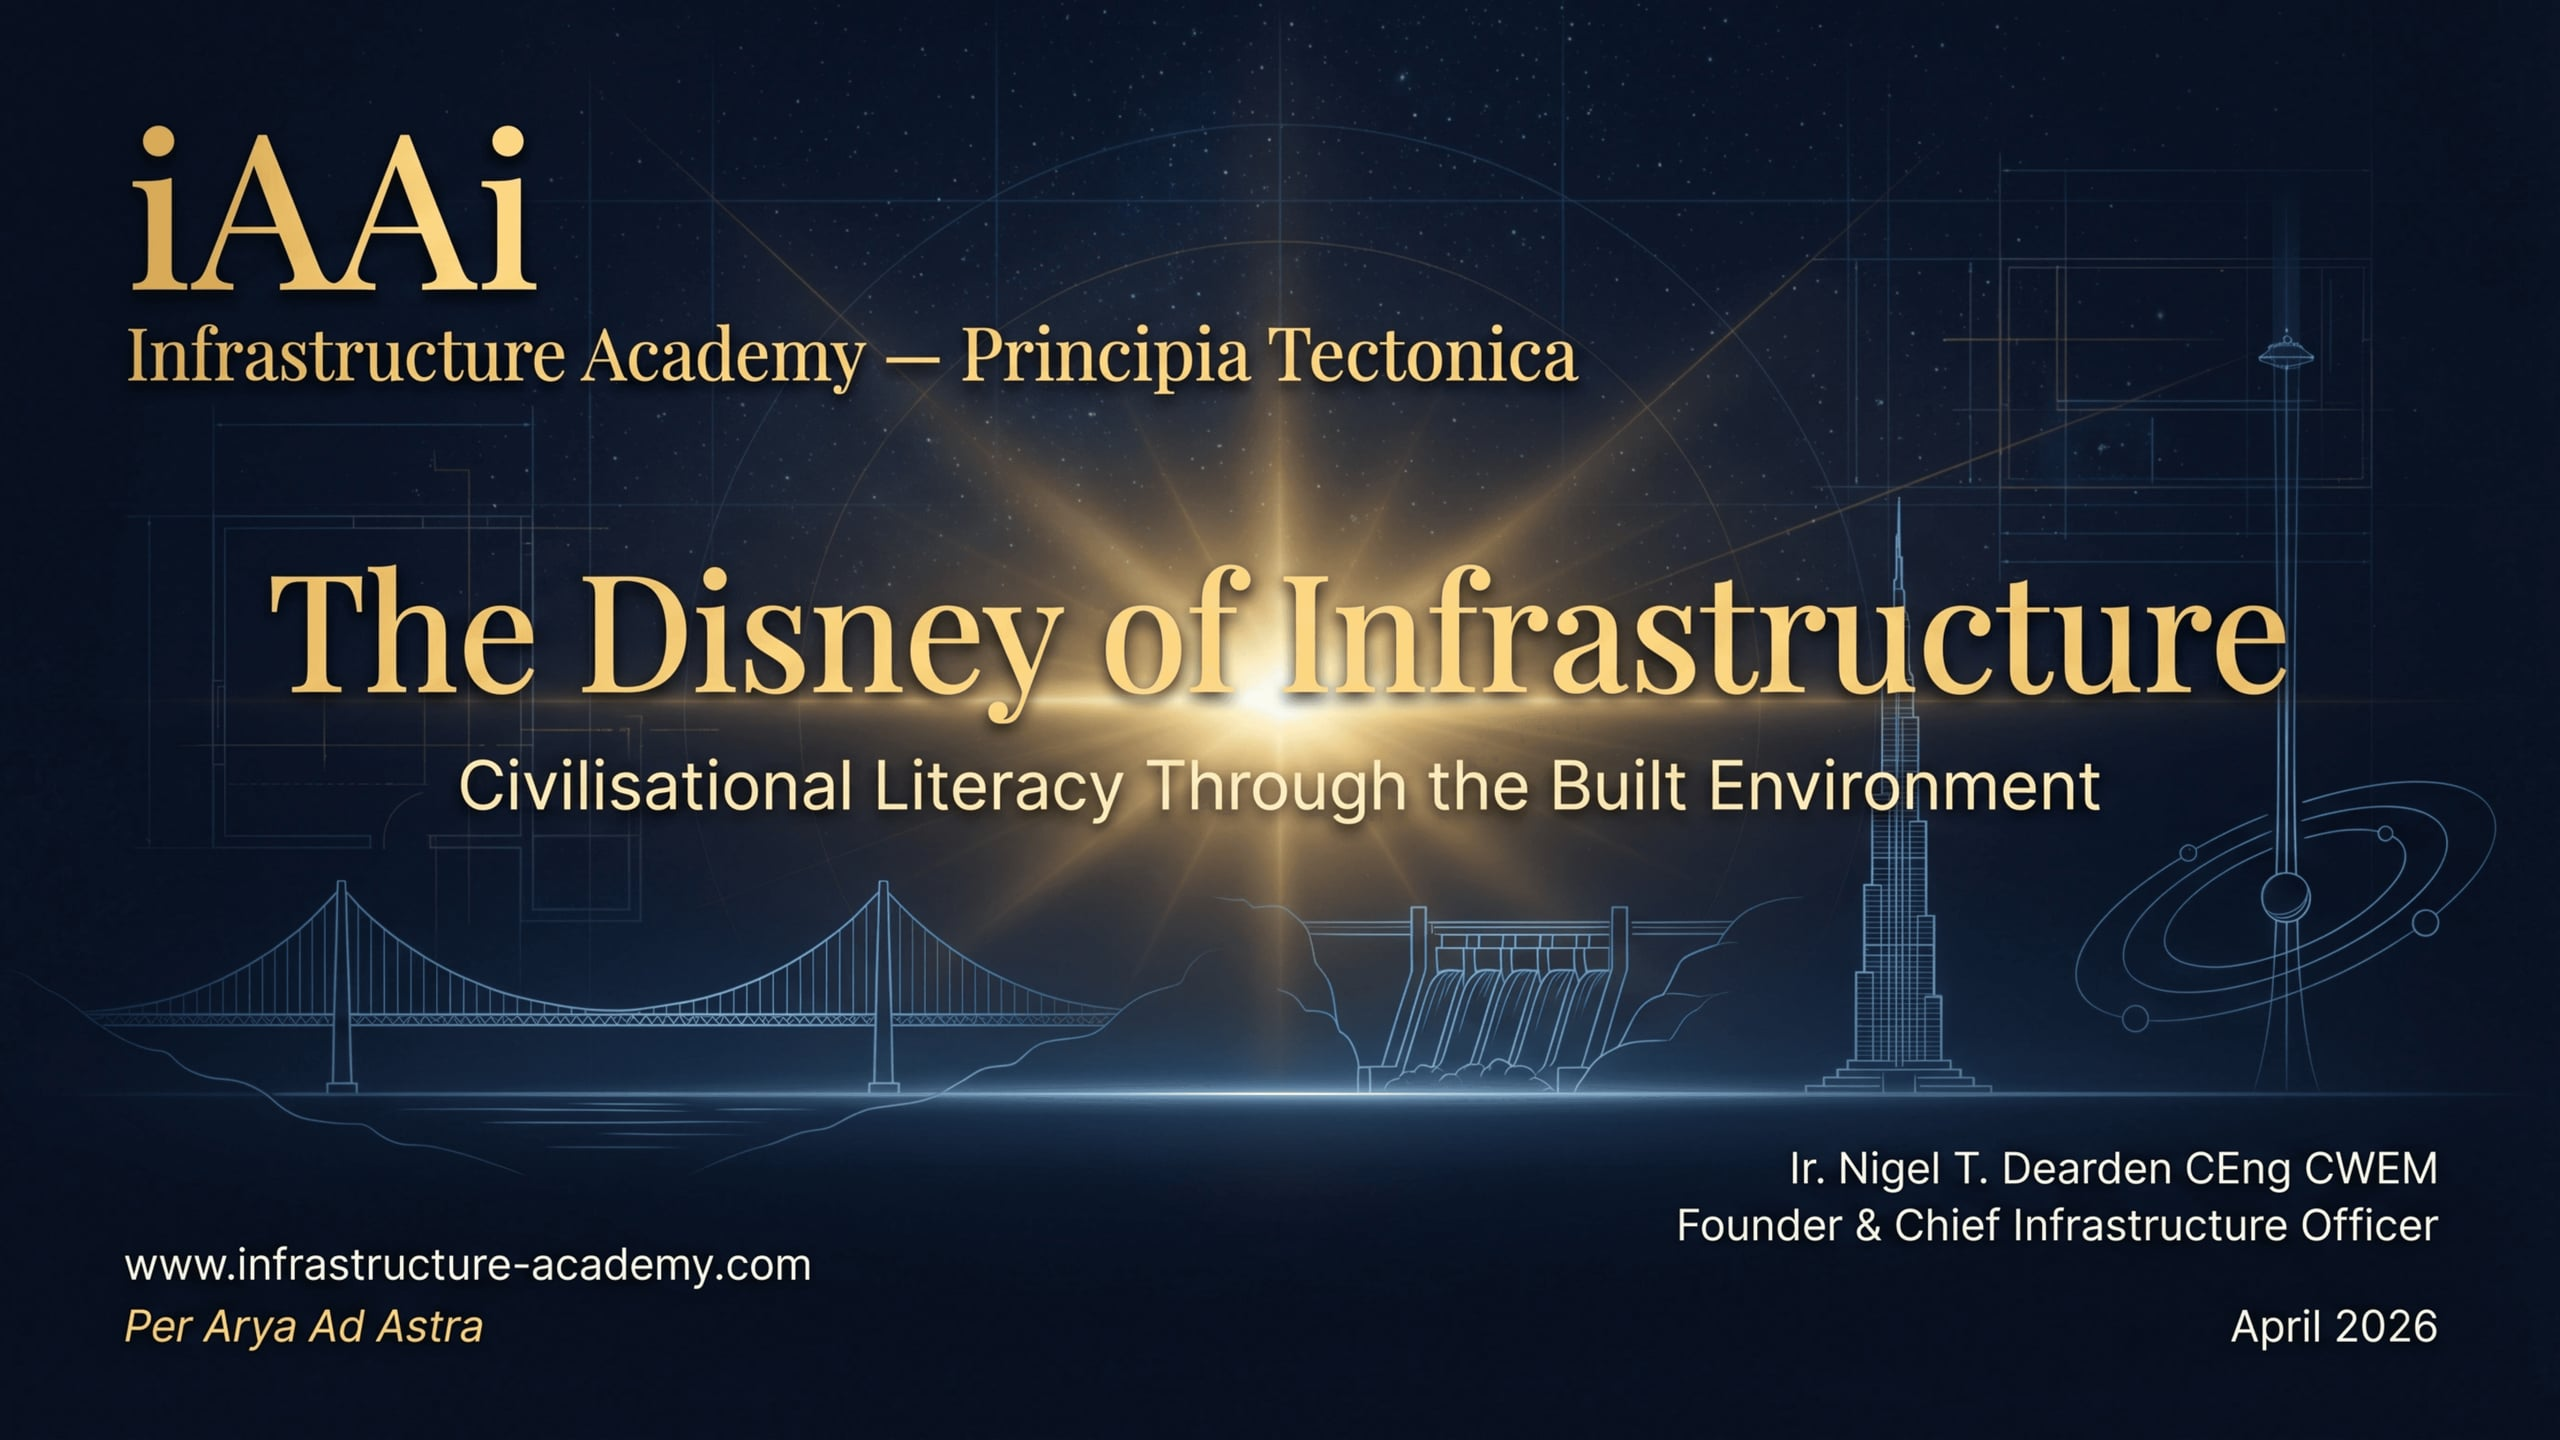 iAAi
Infrastructure Academy — Principia Tectonica
The Disney of Infrastructure
Civilisational Literacy Through the Built Environment
Ir. Nigel T. Dearden CEng CWEM
Founder & Chief Infrastructure Officer
www.infrastructure-academy.com
Per Arya Ad Astra
April 2026